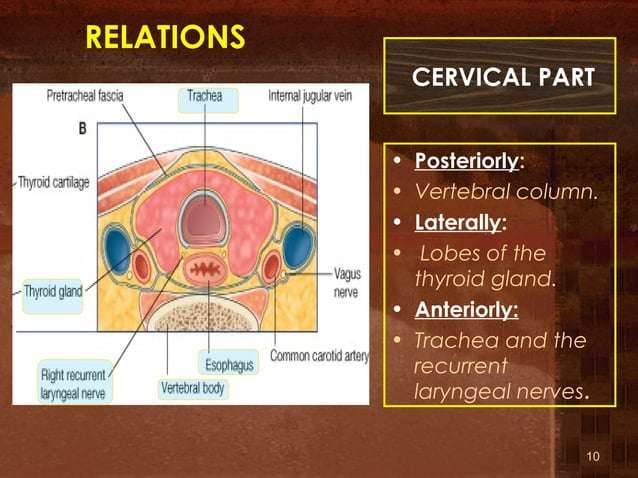 RELATIONS
CERVICAL PART
Pretracheal fascia
Trachea
Internal jugular vein
B
Thyroid cartilage
Thyroid gland
Vagus
nerve
Right recurrent
laryngeal nerve
Vertebral body
Esophagus
Common carotid artery
• Posteriorly:
• Vertebral column.
• Laterally:
• Lobes of the
thyroid gland.
• Anteriorly:
• Trachea and the
recurrent
laryngeal nerves.
10